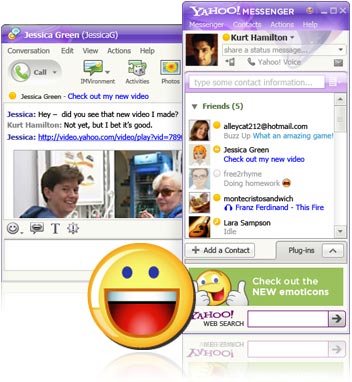 Jessica Green (JessicaG)
Conversation Edit View Actions Help
Call
IMVironment
Activities
Photos
Jessica Green - Check out my new video
Jessica: Hey – did you see that new video I made?
Kurt Hamilton: Not yet, but I bet it's good.
Jessica: http://video.yahoo.com/video/play?vid=789
YAHOO! MESSENGER
Messenger Contacts Actions Help
Kurt Hamilton
share a status message...
Yahoo! Voice
type some contact information...
Friends (5)
alleycat212@hotmail.com
Buzz Up What an amazing game!
Jessica Green
Check out my new video
free2rhyme
Doing homework
montecristosandwich
Franz Ferdinand - This Fire
Lara Sampson
Idle
+ Add a Contact
Plug-ins
Check out the
NEW emoticons
YAHOO!
WEB SEARCH